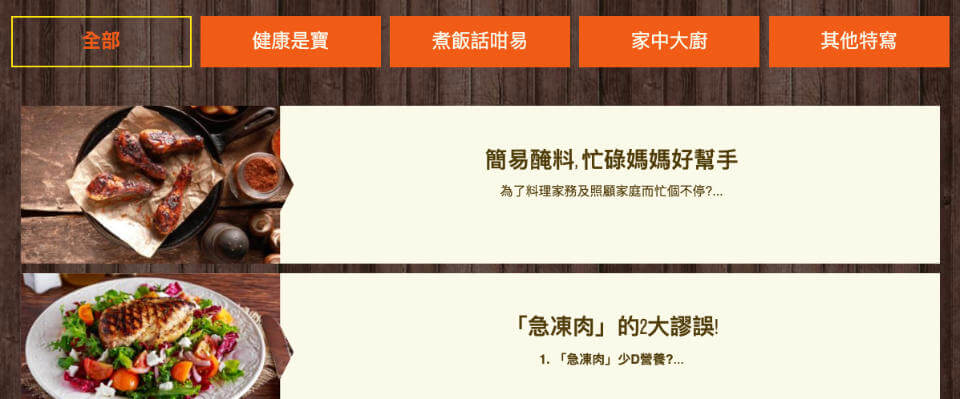 全部
健康是寶
煮飯話咁易
家中大廚
其他特寫
簡易醃料,忙碌媽媽好幫手
為了料理家務及照顧家庭而忙個不停?...
「急凍肉」的2大謬誤!
1. 「急凍肉」少D營養?...